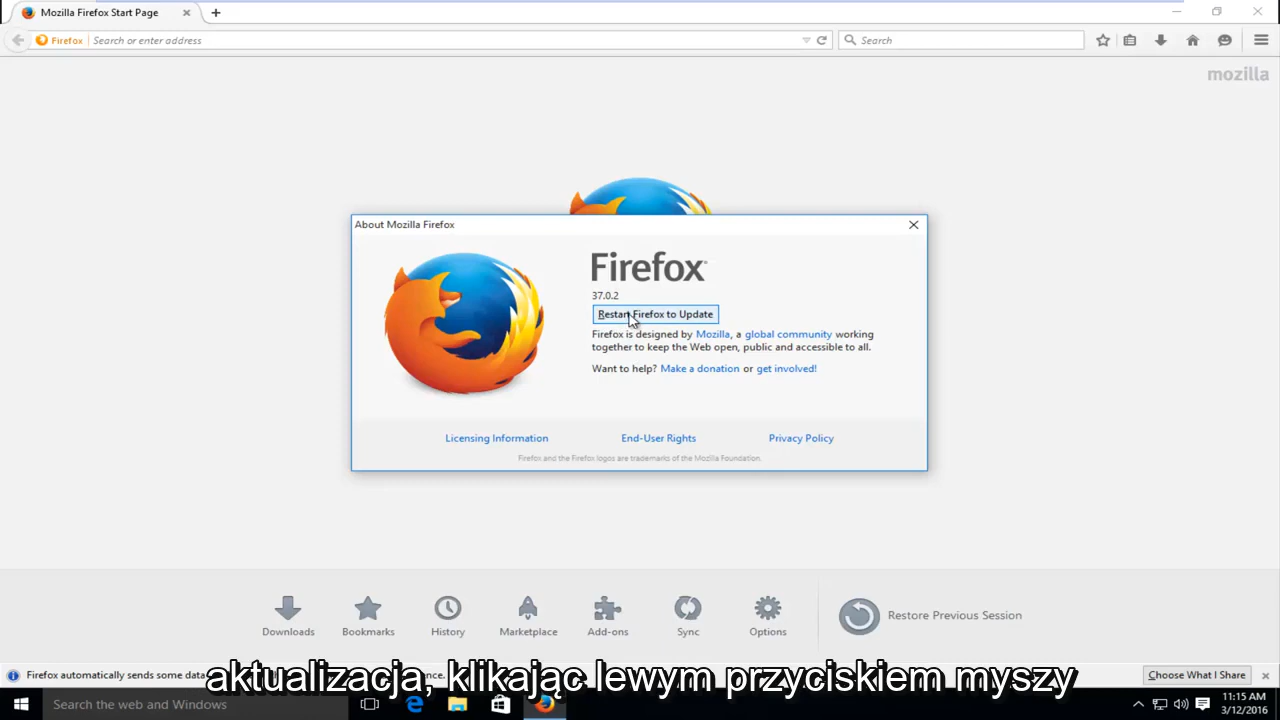 Mozilla Firefox Start Page
Firefox Search or enter address
Search
mozilla
About Mozilla Firefox
Firefox
37.0.2
Restart Firefox to Update
Firefox is designed by Mozilla, a global community working
together to keep the Web open, public and accessible to all.
Want to help? Make a donation or get involved!
Licensing Information End-User Rights Privacy Policy
Firefox and the Firefox logos are trademarks of the Mozilla Foundation.
Downloads Bookmarks History Marketplace Add-ons Sync Options Restore Previous Session
Firefox automatically sends some data
Choose What I Share
aktualizacja, klikając lewym przyciskiem myszy
Search the web and Windows
11:15 AM
3/12/2016